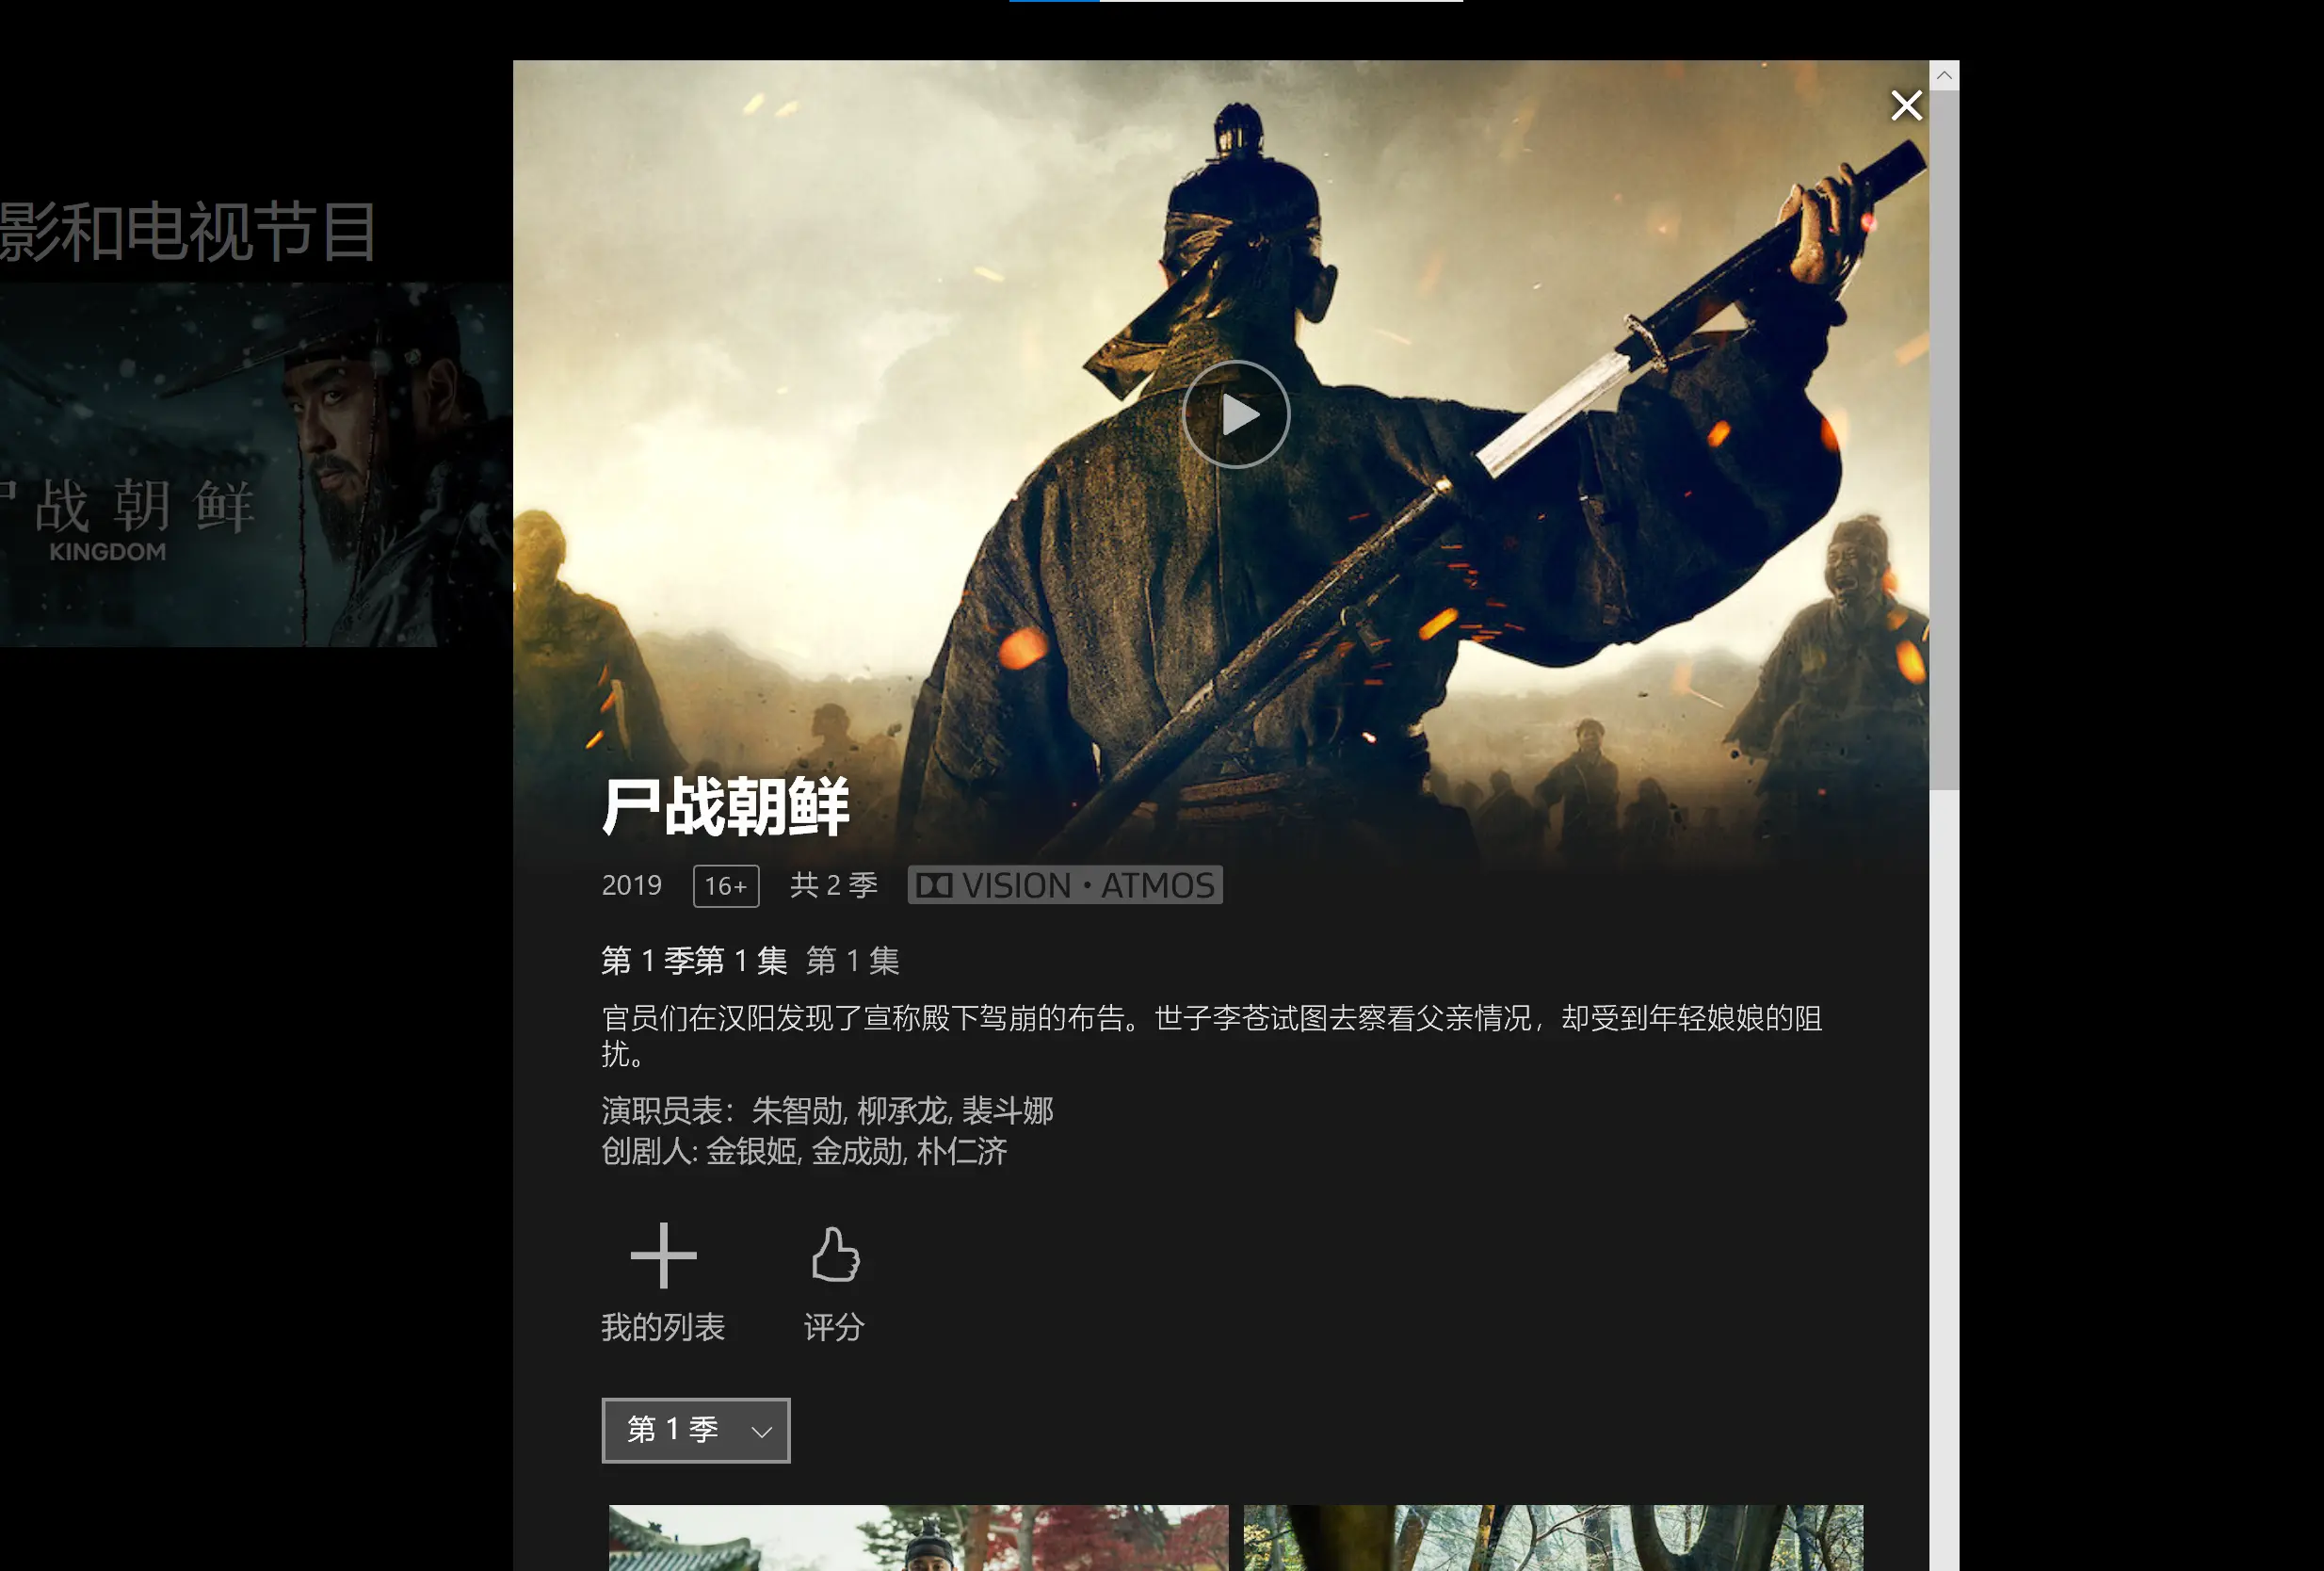 影和电视节目
战朝鲜
KINGDOM
尸战朝鲜
2019 16+ 共 2 季 VISION · ATMOS
第 1 季第 1 集 第 1 集
官员们在汉阳发现了宣称殿下驾崩的布告。世子李苍试图去察看父亲情况，却受到年轻娘娘的阻
扰。
演职员表：朱智勋, 柳承龙, 裴斗娜
创剧人: 金银姬, 金成勋, 朴仁济
我的列表 评分
第 1 季